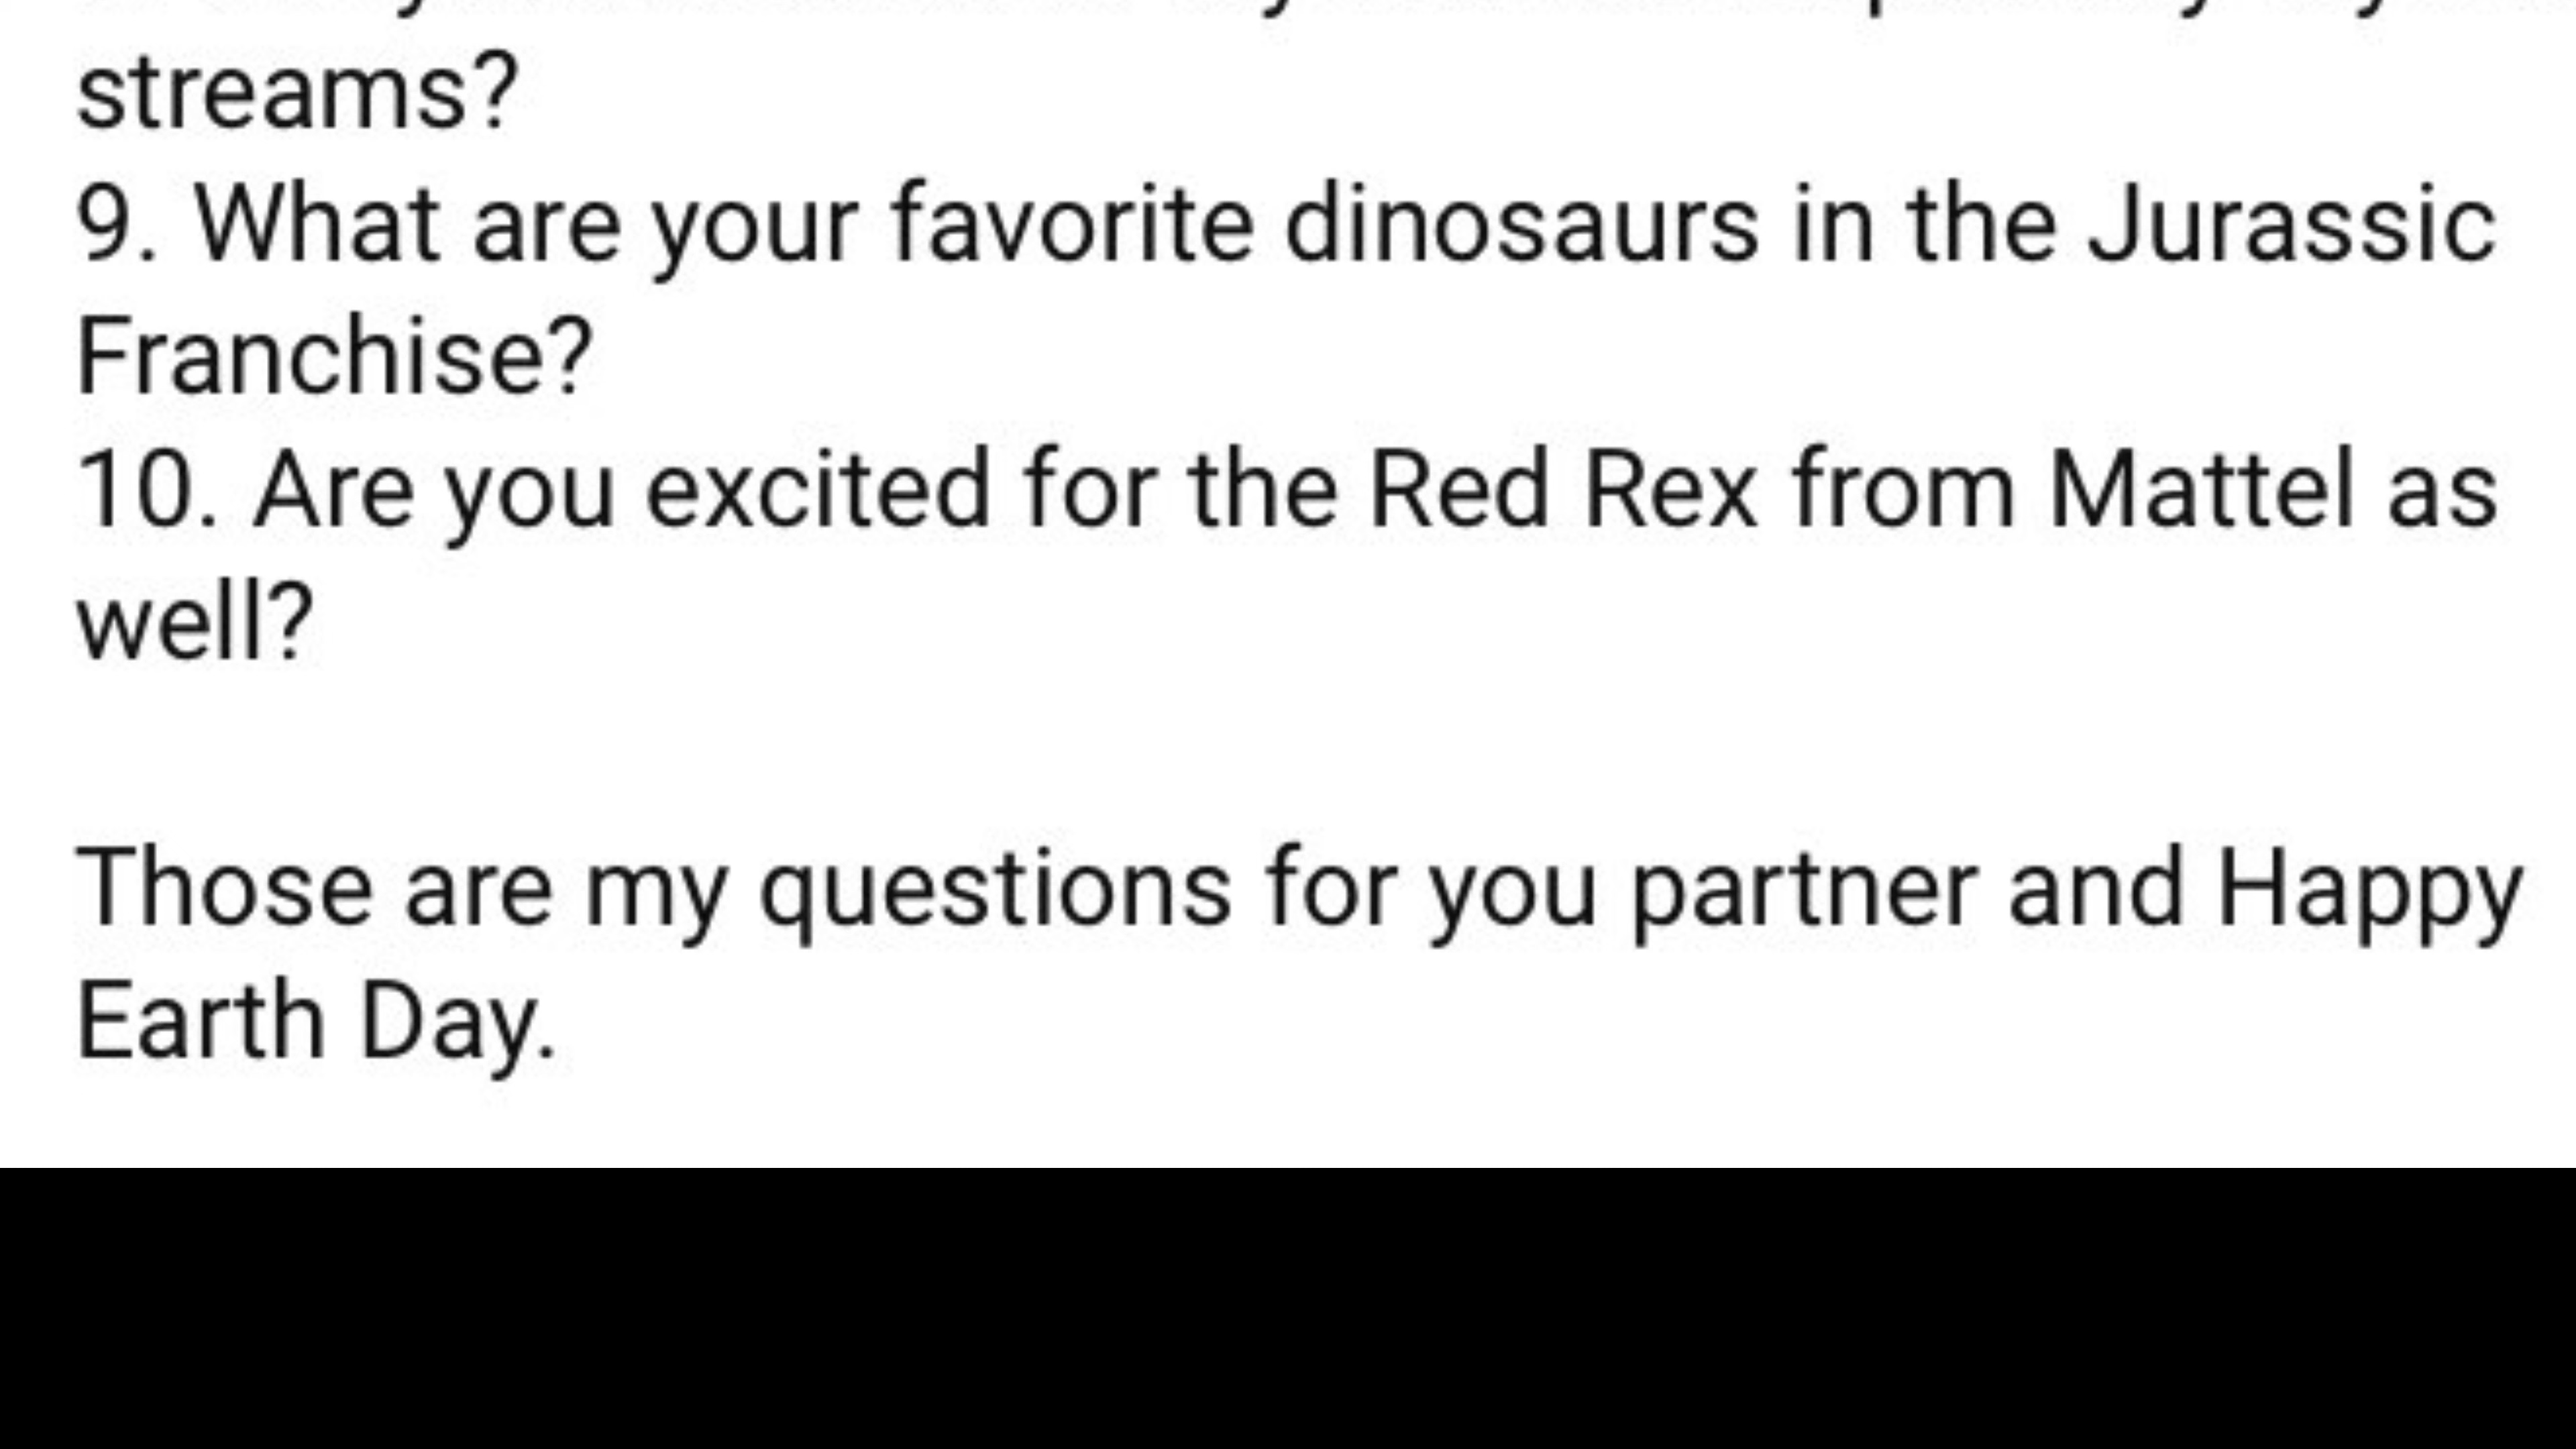 streams?
9. What are your favorite dinosaurs in the Jurassic
Franchise?
10. Are you excited for the Red Rex from Mattel as
well?
Those are my questions for you partner and Happy
Earth Day.